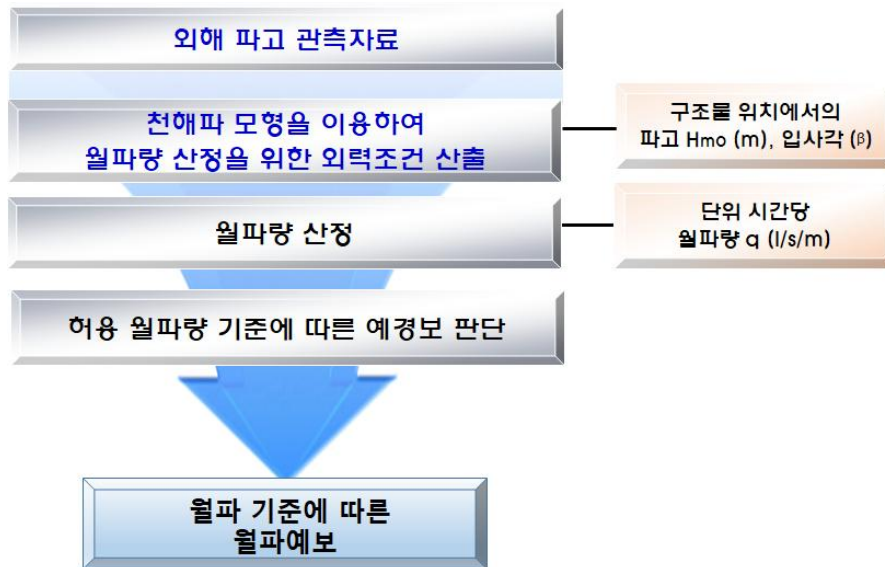 외해 파고 관측자료
천해파 모형을 이용하여
월파량 산정을 위한 외력조건 산출
구조물 위치에서의
파고 Hmo (m), 입사각 (β)
월파량 산정
단위 시간당
월파량 q (l/s/m)
허용 월파량 기준에 따른 예경보 판단
월파 기준에 따른
월파예보